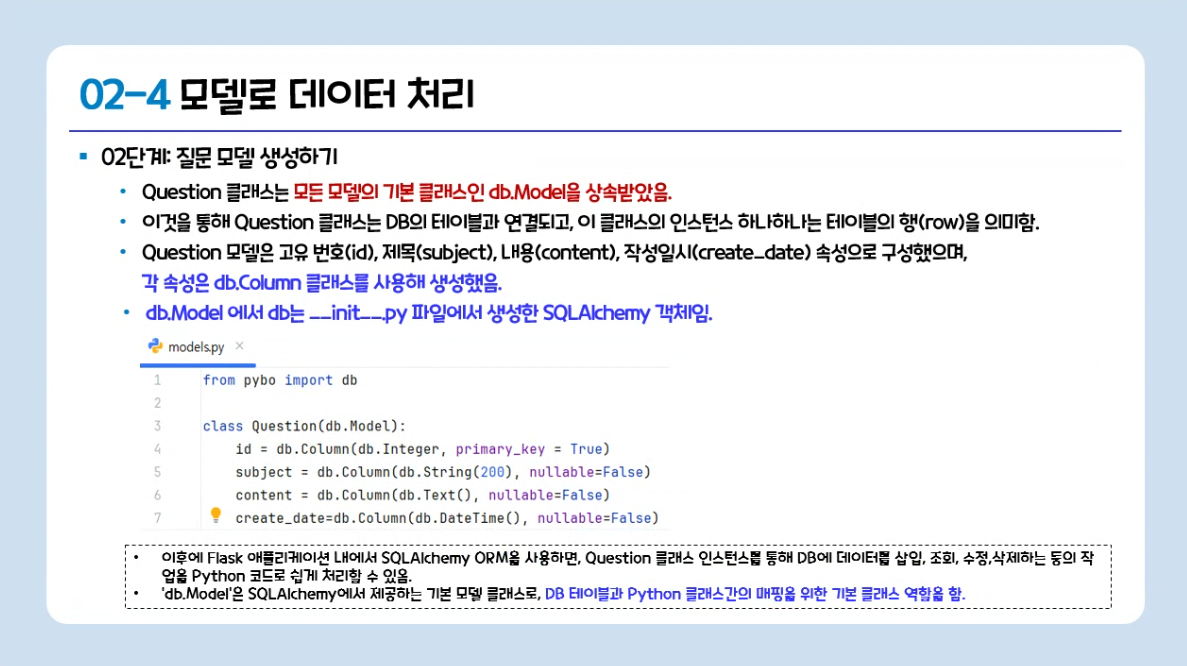 02-4 모델로 데이터 처리
02단계: 질문 모델 생성하기
Question 클래스는 모든 모델의 기본 클래스인 db.Model을 상속받았음.
이것을 통해 Question 클래스는 DB의 테이블과 연결되고, 이 클래스의 인스턴스 하나하나는 테이블의 행(row)을 의미함.
Question 모델은 고유 번호(id), 제목(subject), 내용(content), 작성일시(create_date) 속성으로 구성했으며,
각 속성은 db.Column 클래스를 사용해 생성했음.
db.Model 에서 db는 __init__.py 파일에서 생성한 SQLAlchemy 객체임.
models.py ×
1 from pybo import db
2
3 class Question(db.Model):
4 id = db.Column(db.Integer, primary_key = True)
5 subject = db.Column(db.String(200), nullable=False)
6 content = db.Column(db.Text(), nullable=False)
7 create_date=db.Column(db.DateTime(), nullable=False)
이후에 Flask 애플리케이션 내에서 SQLAlchemy ORM을 사용하면, Question 클래스 인스턴스를 통해 DB에 데이터를 삽입, 조회, 수정,삭제하는 등의 작
업을 Python 코드로 쉽게 처리할 수 있음.
'db.Model'은 SQLAlchemy에서 제공하는 기본 모델 클래스로, DB 테이블과 Python 클래스간의 매핑을 위한 기본 클래스 역할을 함.